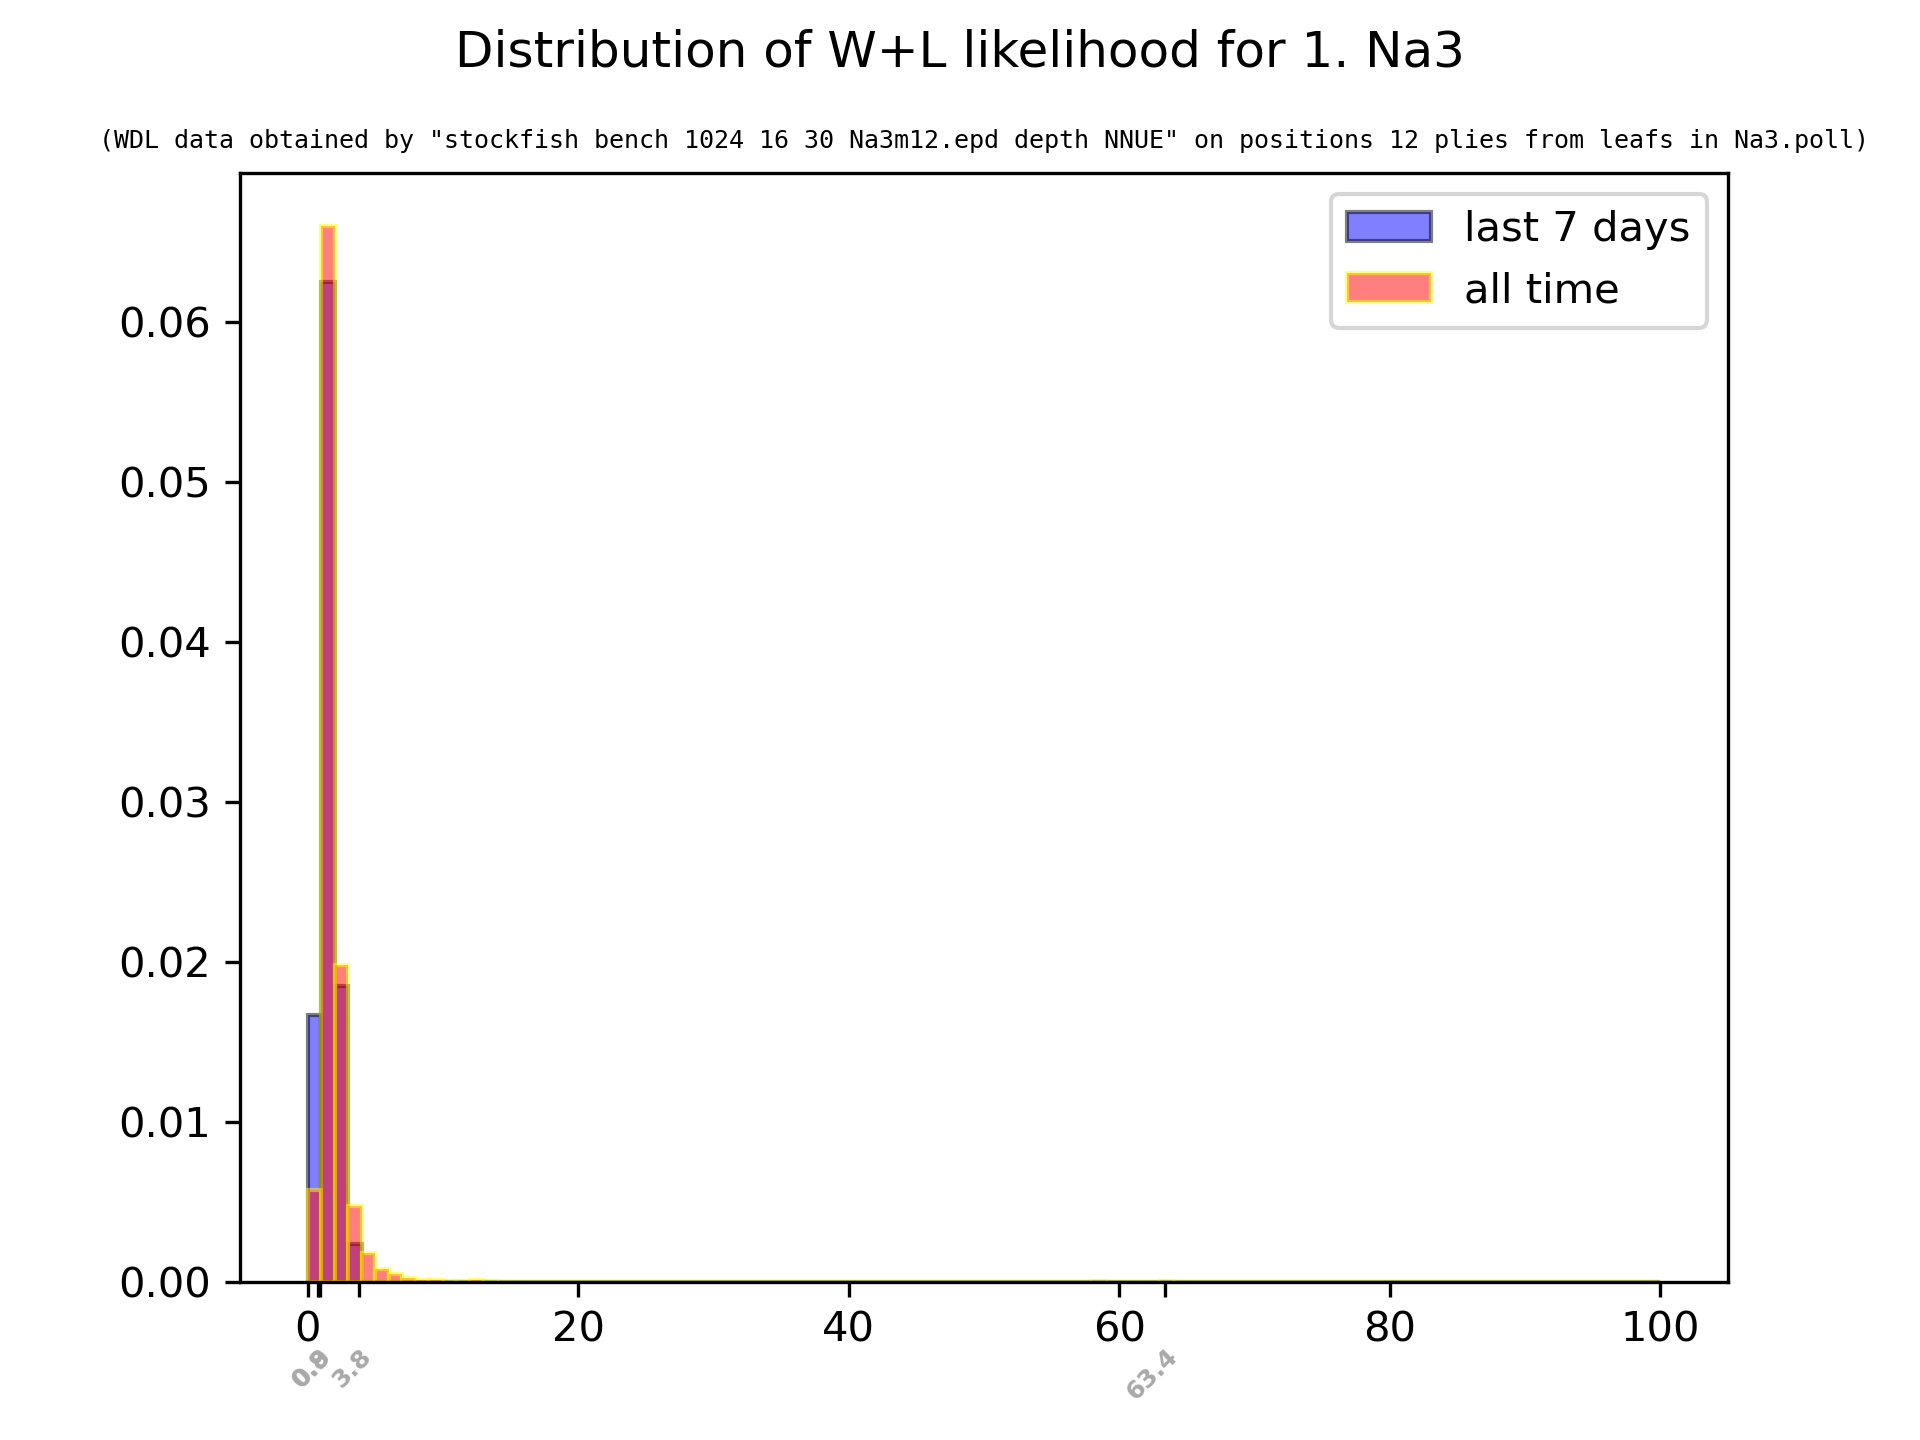 Distribution of W+L likelihood for 1. Na3
(WDL data obtained by "stockfish bench 1024 16 30 Na3m12.epd depth NNUE" on positions 12 plies from leafs in Na3.poll)
last 7 days
all time
0.06
0.05
0.04
0.03
0.02
0.01
0.00
0 20 40 60 80 100
3.8 63.4